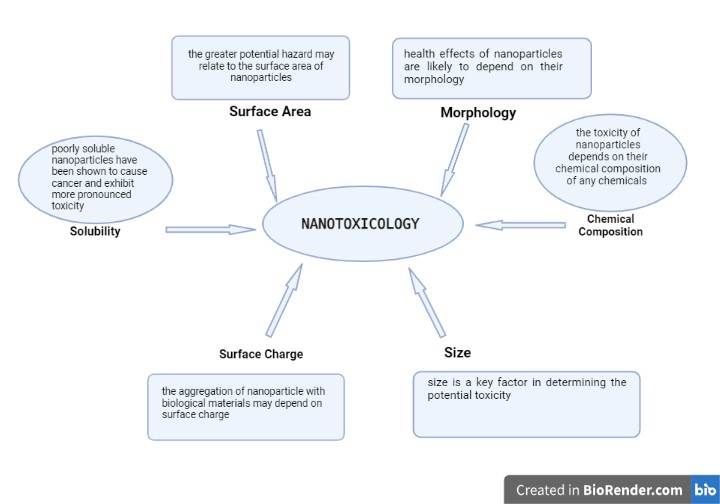 the greater potential hazard may
relate to the surface area of
nanoparticles
Surface Area
health effects of nanoparticles
are likely to depend on their
morphology
Morphology
poorly soluble
nanoparticles have
been shown to cause
cancer and exhibit
more pronounced
toxicity
Solubility
the toxicity of
nanoparticles
depends on their
chemical composition
of any chemicals
Chemical
Composition
NANOTOXICOLOGY
Surface Charge
the aggregation of nanoparticle with
biological materials may depend on
surface charge
Size
size is a key factor in determining the
potential toxicity
Created in BioRender.com bio